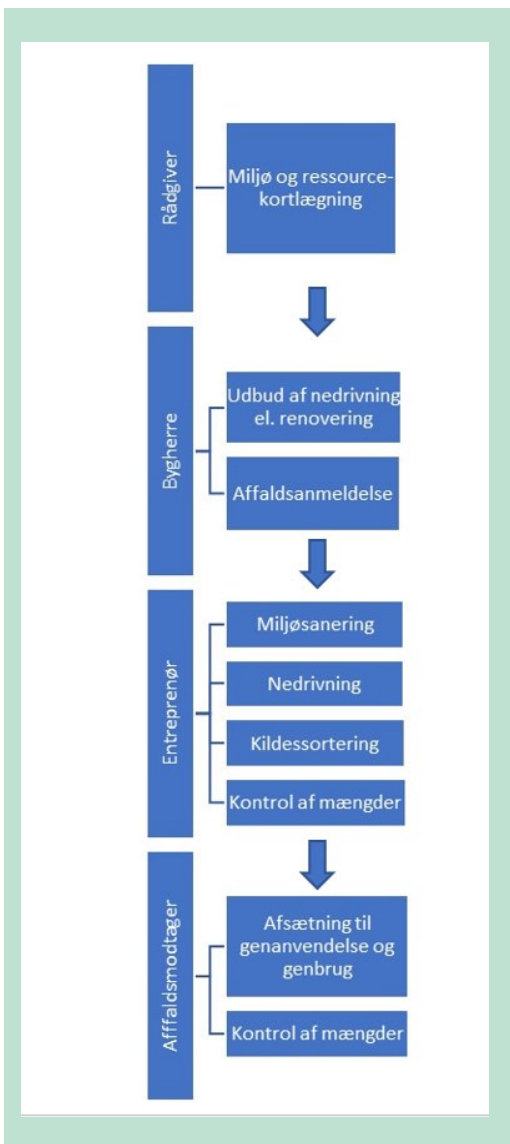 Rådgiver
Miljø og ressource-
kortlægning
Bygherre
Udbud af nedrivning
el. renovering
Affaldsanmeldelse
Entreprenør
Miljøsanering
Nedrivning
Kildessortering
Kontrol af mængder
Afffaldsmodtager
Afsætning til
genanvendelse og
genbrug
Kontrol af mængder